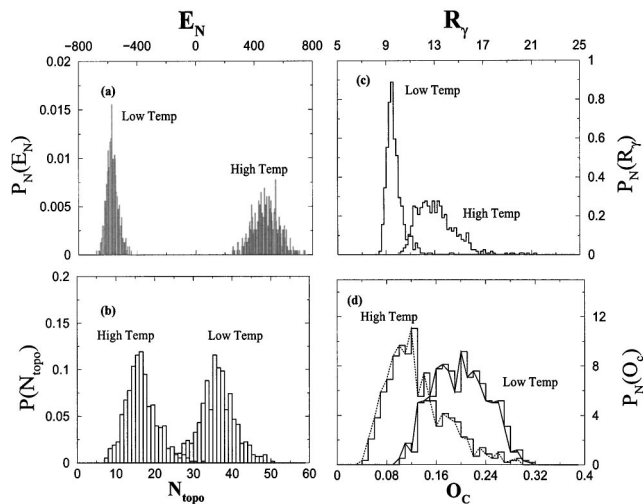 E_N
R_γ
−800 −400 0 400 800
5 9 13 17 21 25
0.02
0.015
0.01
0.005
0
P_N(E_N)
(a)
Low Temp
High Temp
(c)
Low Temp
High Temp
1
0.8
0.6
0.4
0.2
0
P_N(R_γ)
0.2
0.15
0.1
0.05
0
P(N_topo)
(b)
High Temp
Low Temp
(d)
High Temp
Low Temp
12
8
4
0
P_N(O_c)
0 10 20 30 40 50 60
0 0.08 0.16 0.24 0.32 0.4
N_topo
O_C